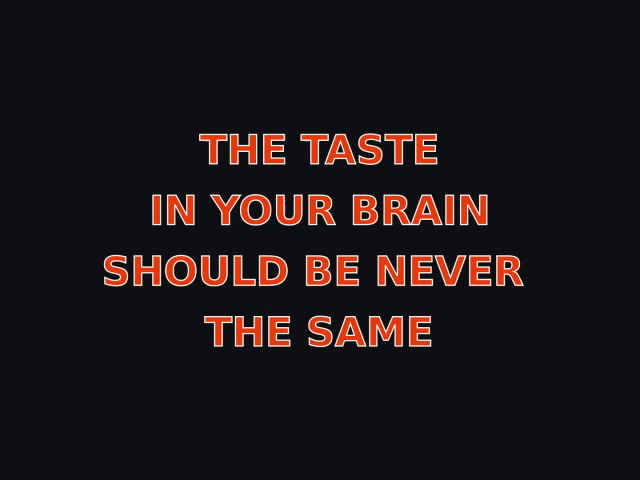 THE TASTE
IN YOUR BRAIN
SHOULD BE NEVER
THE SAME